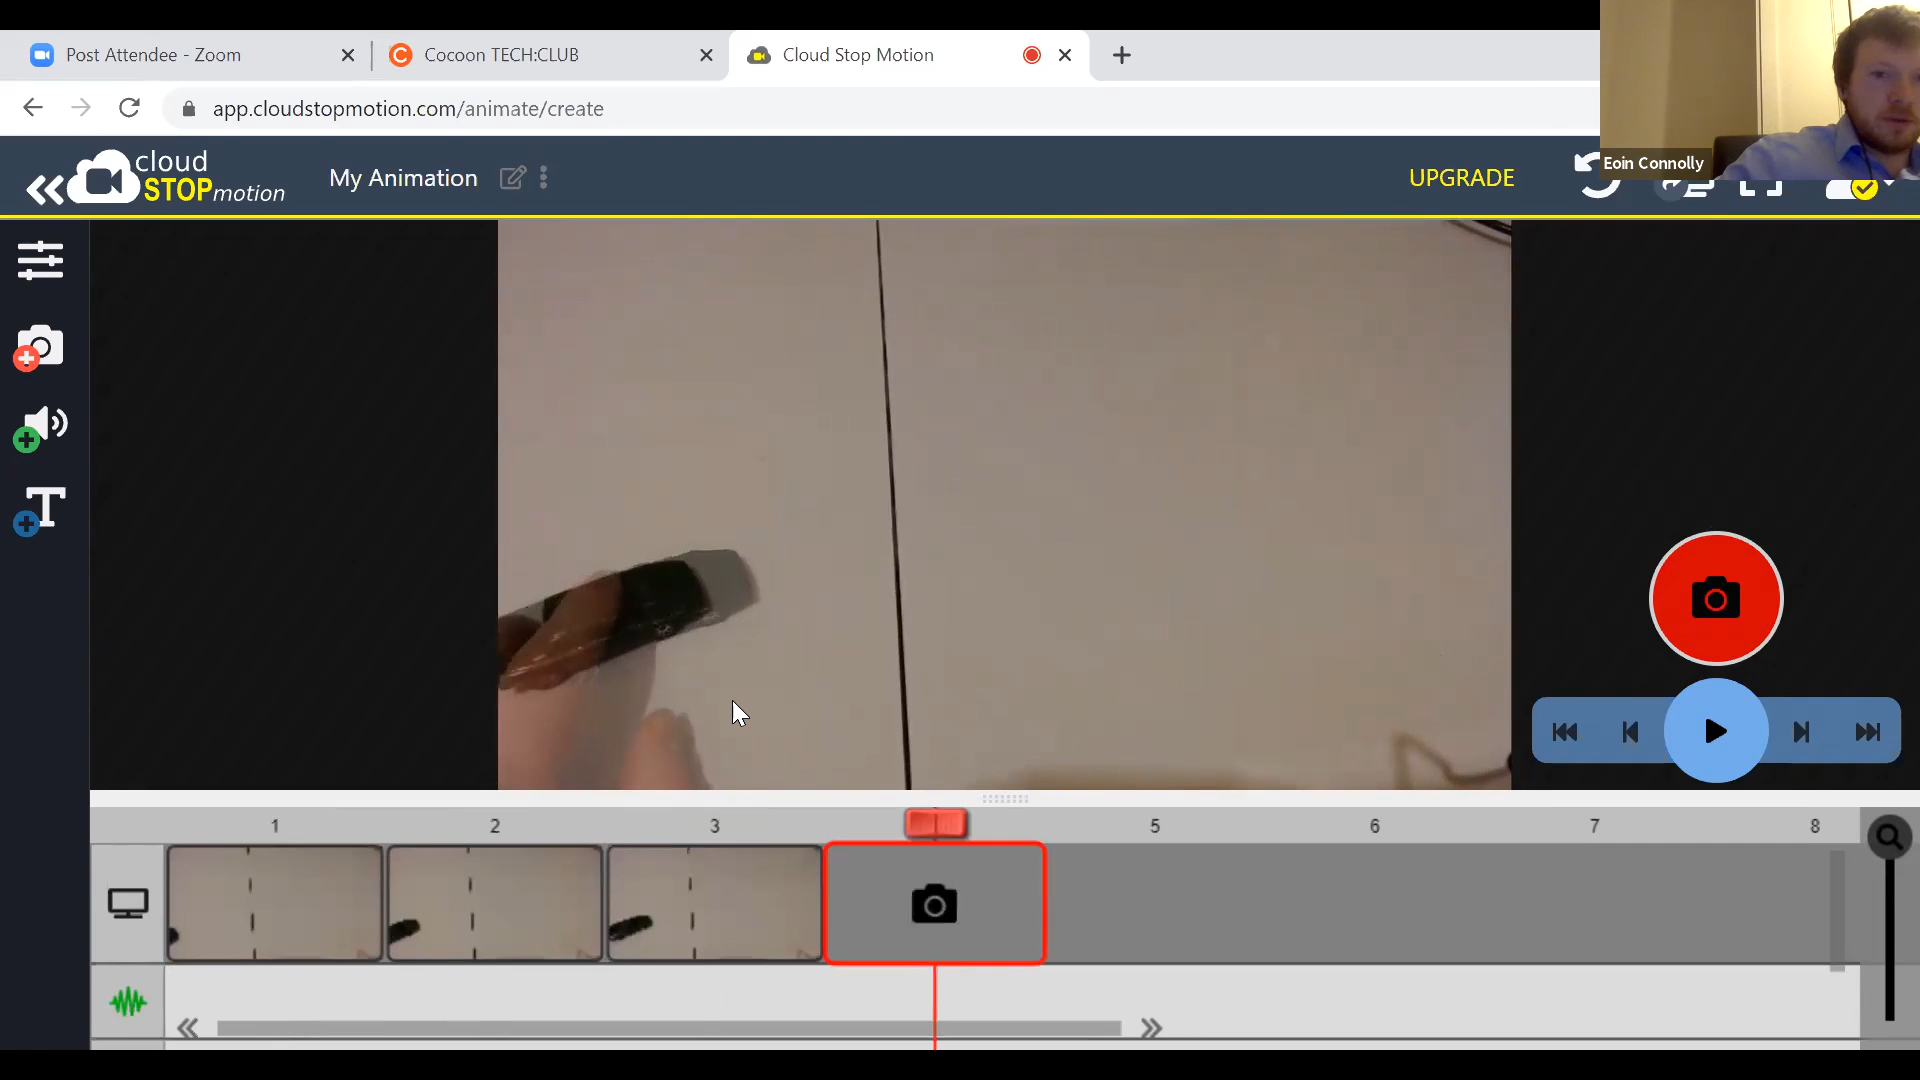 Post Attendee - Zoom
Cocoon TECH:CLUB
Cloud Stop Motion
app.cloudstopmotion.com/animate/create
Eoin Connolly
cloud
STOPmotion
My Animation
UPGRADE
T
1 2 3 5 6 7 8